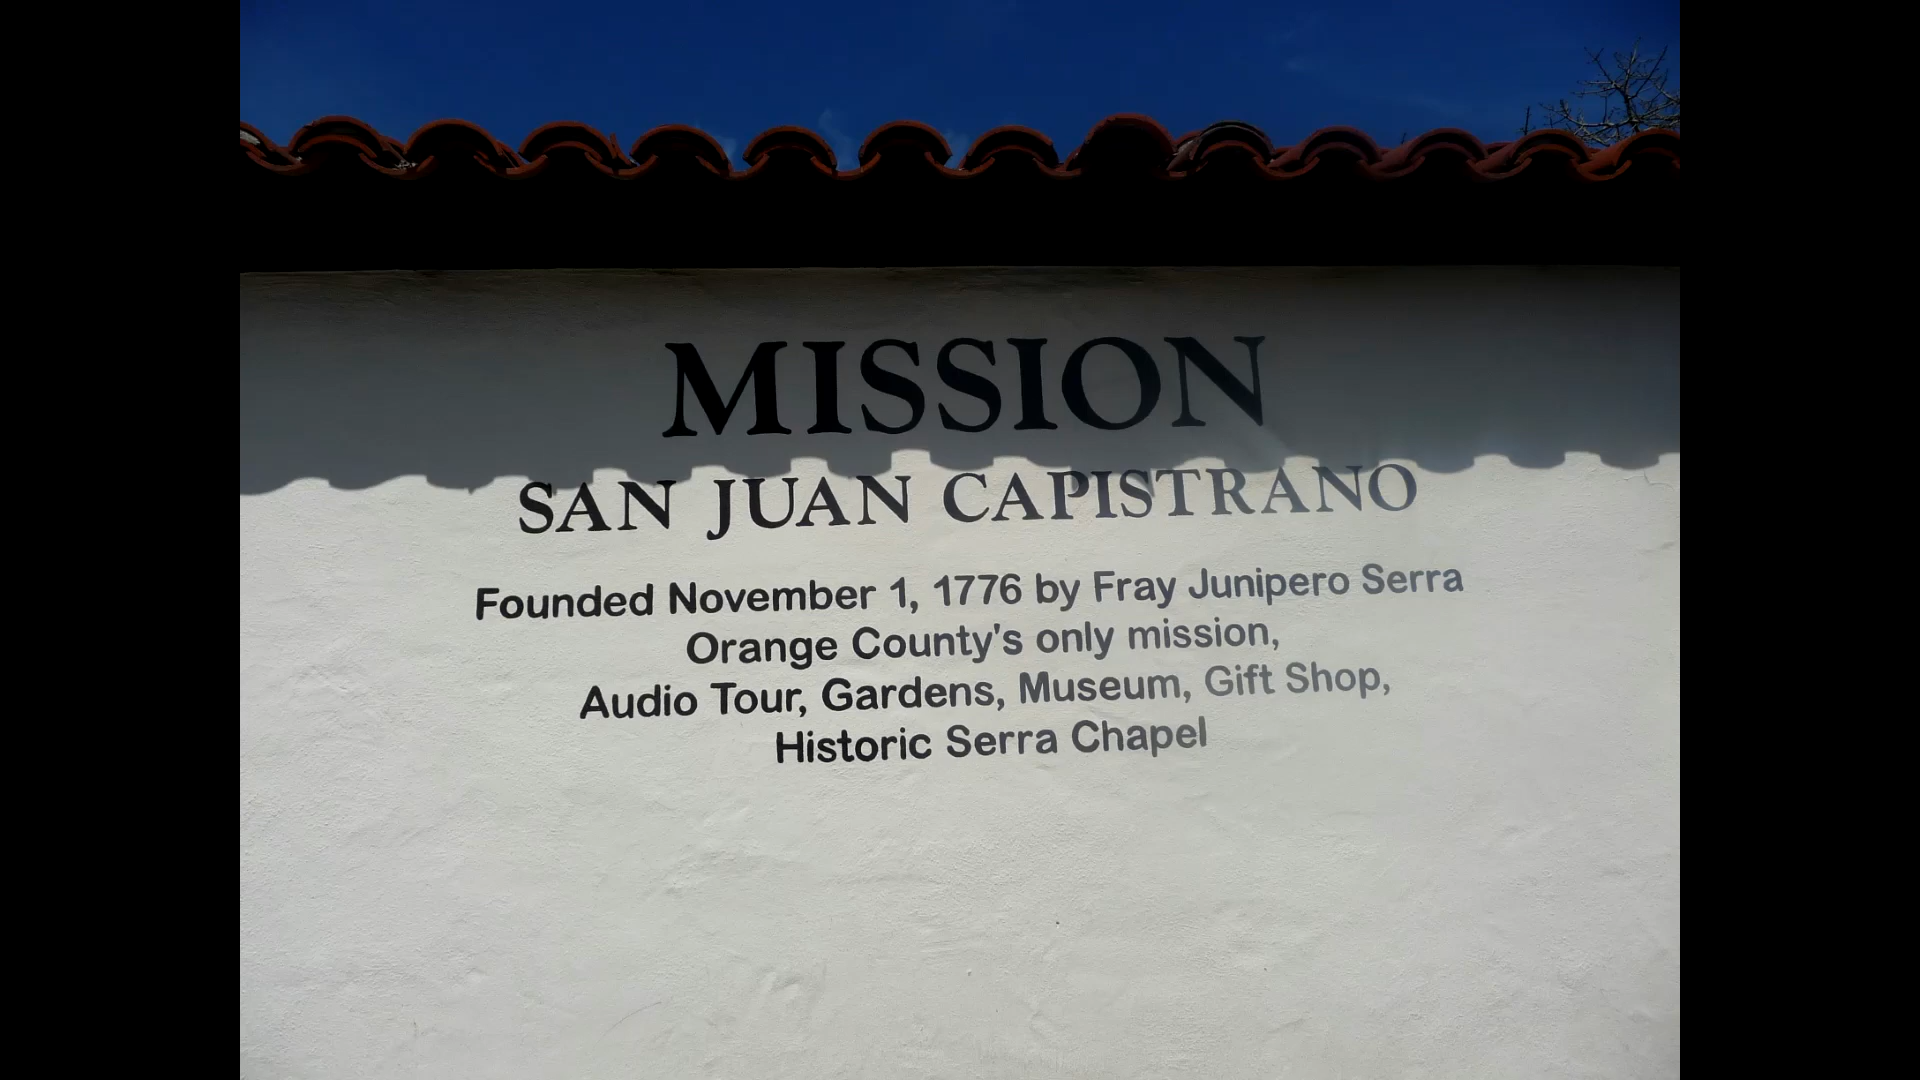 MISSION
SAN JUAN CAPISTRANO
Founded November 1, 1776 by Fray Junipero Serra
Orange County's only mission,
Audio Tour, Gardens, Museum, Gift Shop,
Historic Serra Chapel